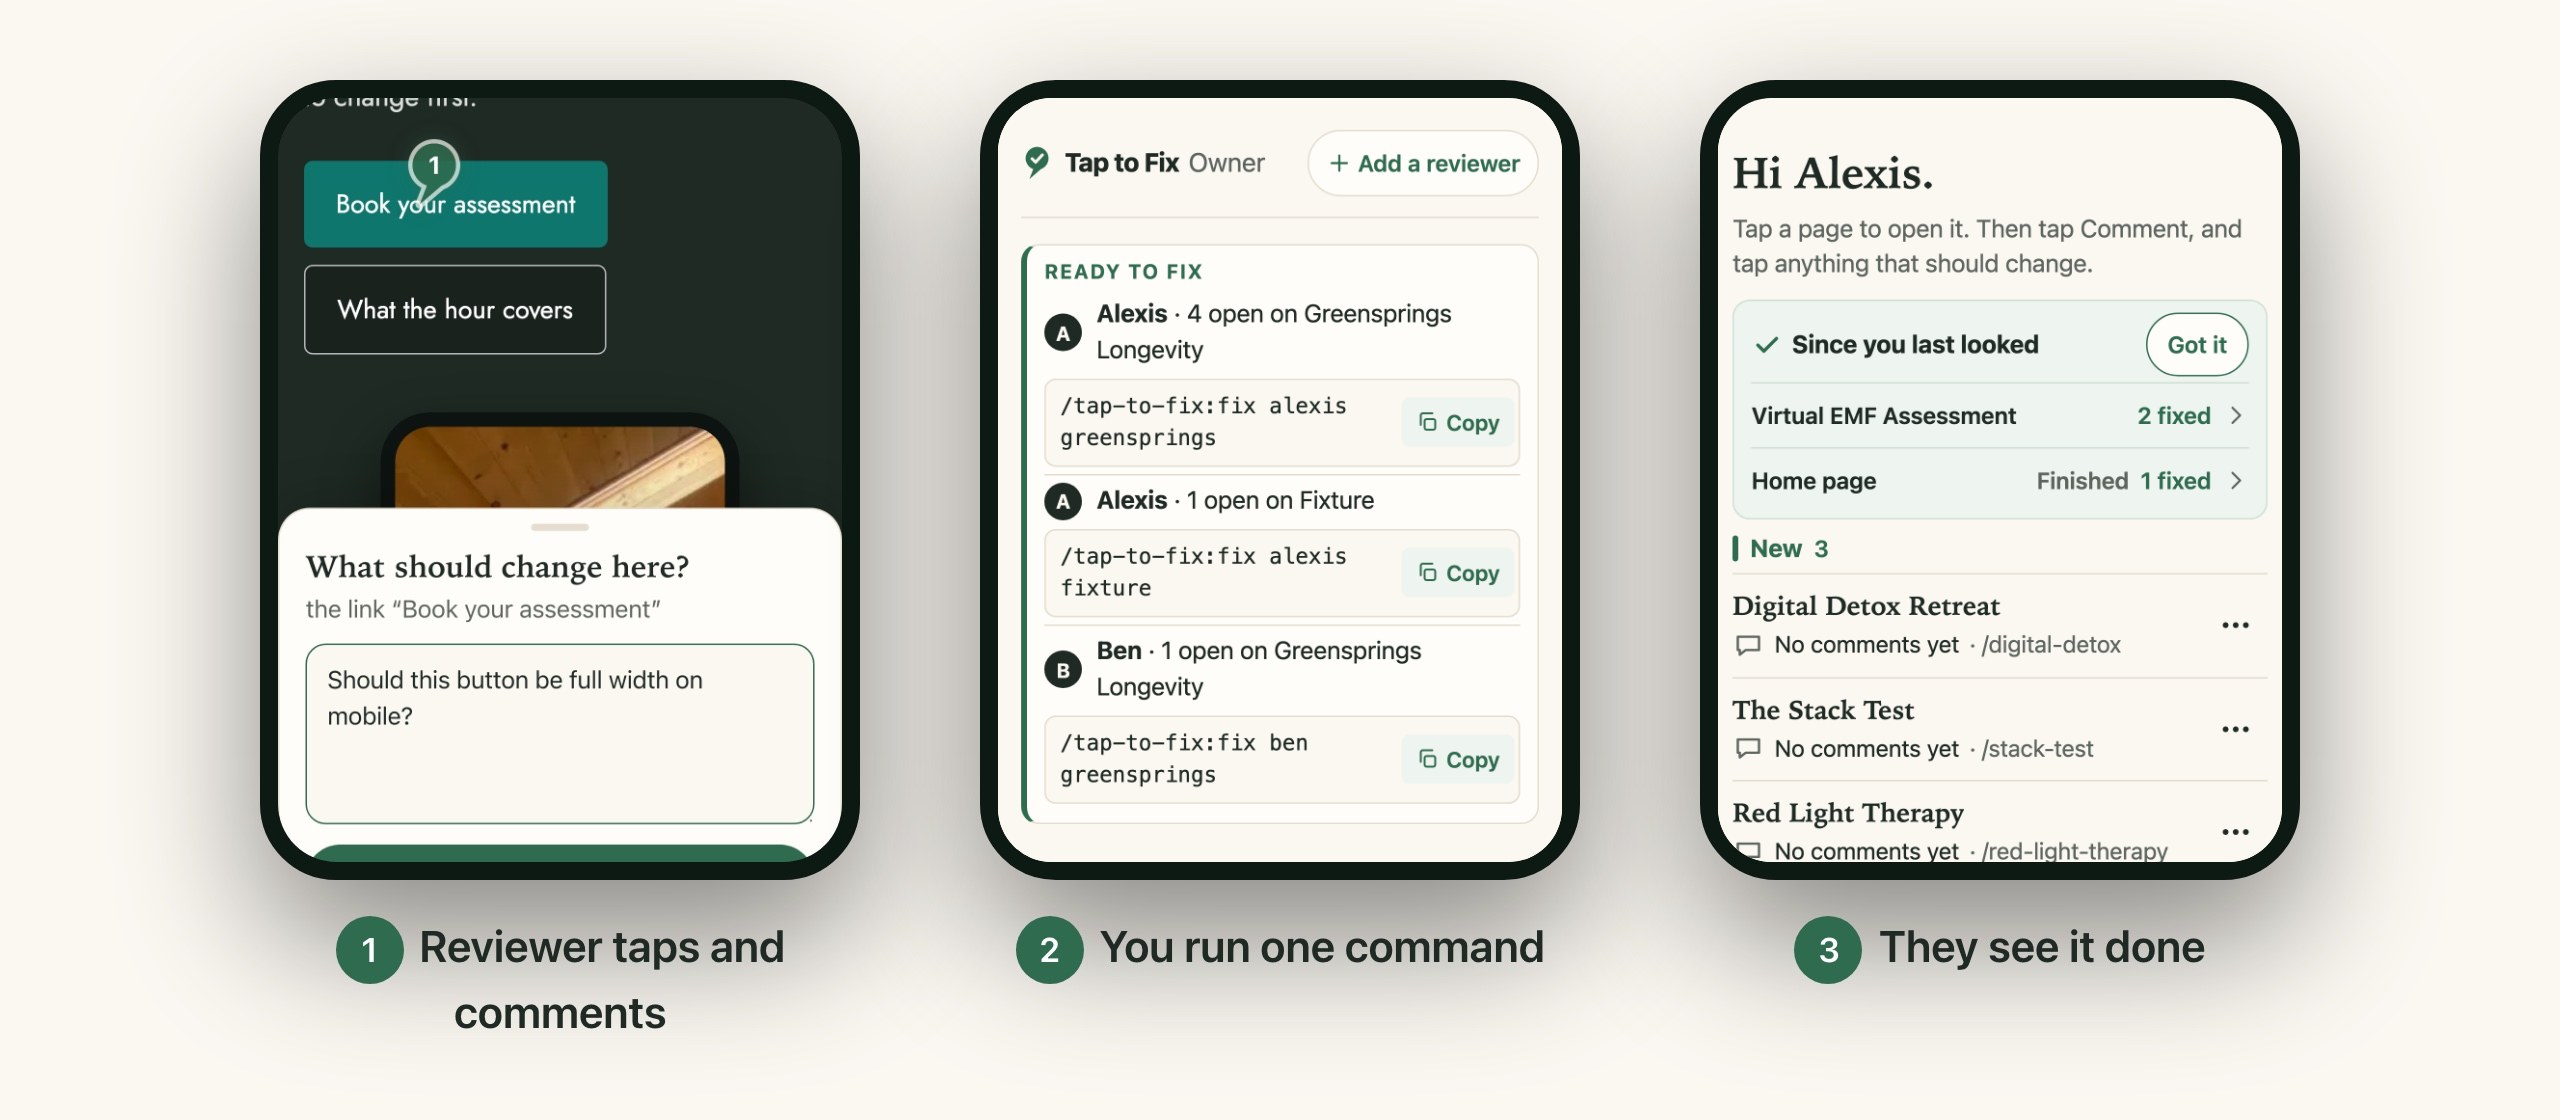 change first.
1
Book your assessment
What the hour covers
What should change here?
the link “Book your assessment”
Should this button be full width on
mobile?
1 Reviewer taps and
comments
Tap to Fix Owner
+ Add a reviewer
READY TO FIX
A
Alexis · 4 open on Greensprings
Longevity
/tap-to-fix:fix alexis
greensprings
Copy
A
Alexis · 1 open on Fixture
/tap-to-fix:fix alexis
fixture
Copy
B
Ben · 1 open on Greensprings
Longevity
/tap-to-fix:fix ben
greensprings
Copy
2 You run one command
Hi Alexis.
Tap a page to open it. Then tap Comment, and
tap anything that should change.
Since you last looked
Got it
Virtual EMF Assessment 2 fixed
Home page Finished 1 fixed
New 3
Digital Detox Retreat
No comments yet · /digital-detox
The Stack Test
No comments yet · /stack-test
Red Light Therapy
No comments yet · /red-light-therapy
3 They see it done